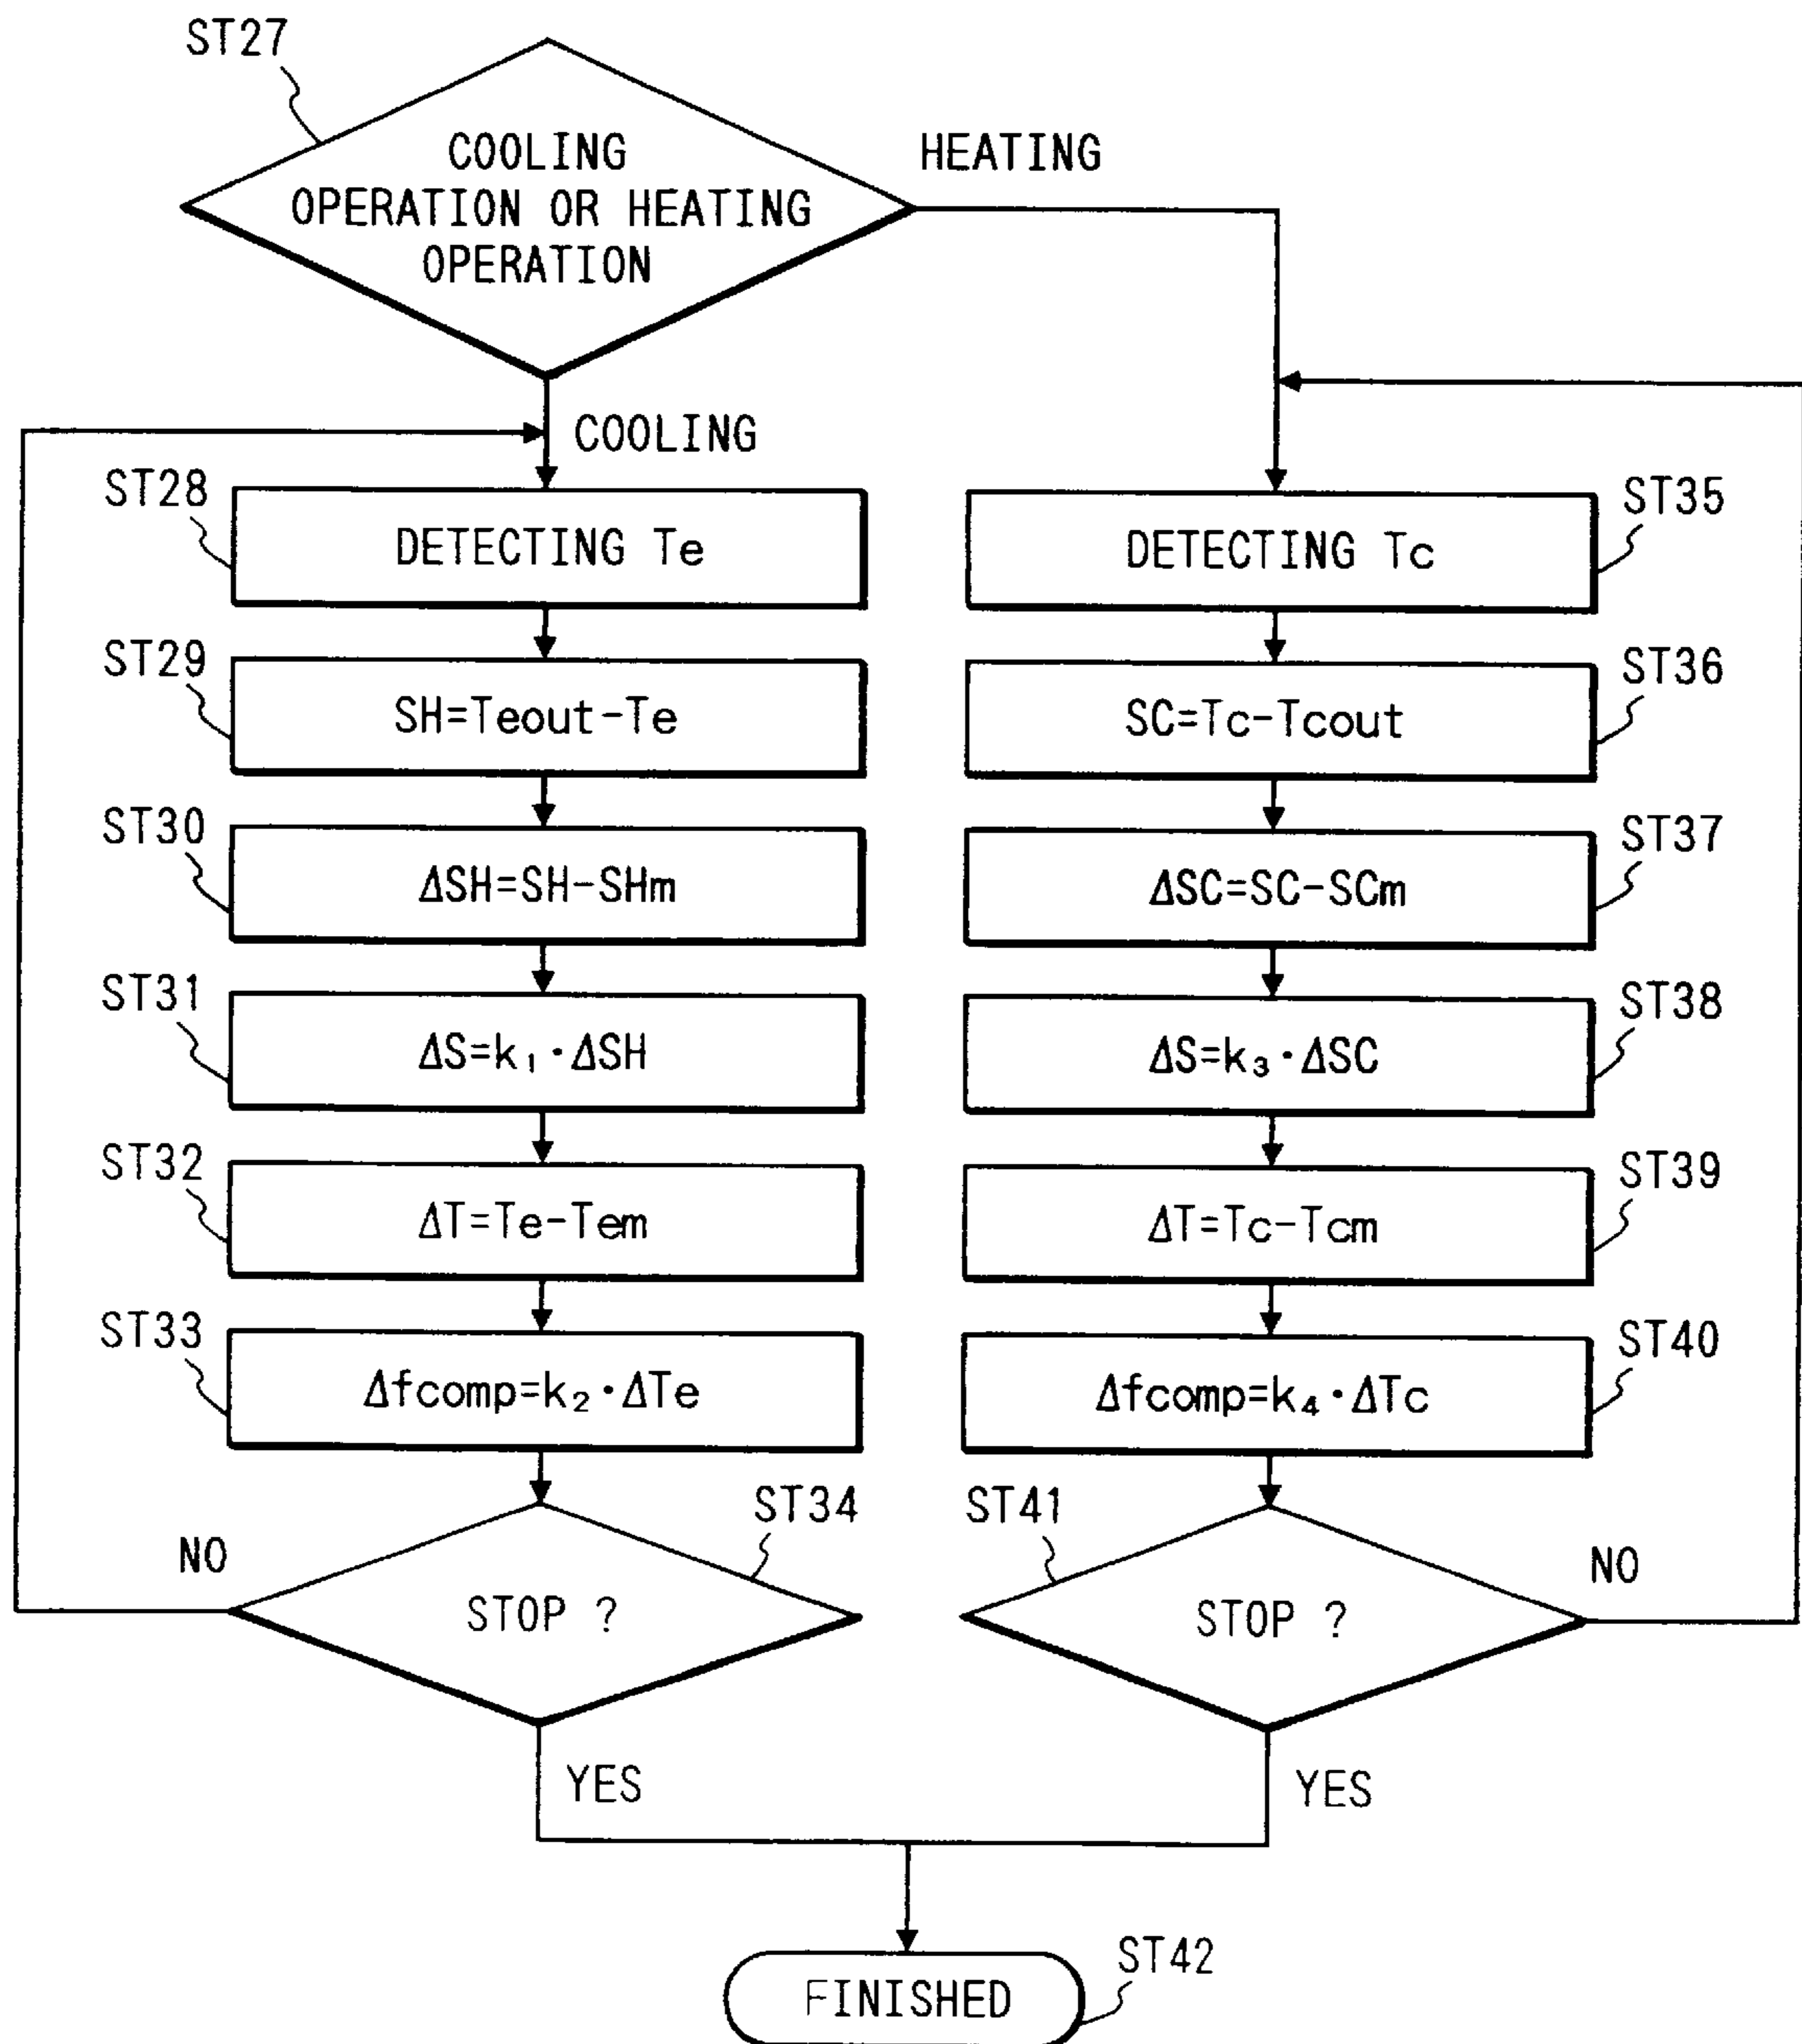 ST27
COOLING
OPERATION OR HEATING
OPERATION
HEATING
COOLING
ST28
DETECTING Te
ST29
SH=Teout-Te
ST30
ΔSH=SH-SHm
ST31
ΔS=k₁·ΔSH
ST32
ΔT=Te-Tem
ST33
Δfcomp=k₂·ΔTe
ST34
NO
STOP ?
YES
ST35
DETECTING Tc
ST36
SC=Tc-Tcout
ST37
ΔSC=SC-SCm
ST38
ΔS=k₃·ΔSC
ST39
ΔT=Tc-Tcm
ST40
Δfcomp=k₄·ΔTc
ST41
NO
STOP ?
YES
ST42
FINISHED